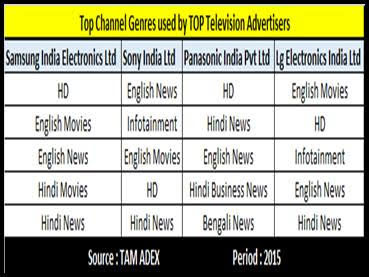 Top Channel Genres used by TOP Television Advertisers
Samsung India Electronics Ltd Sony India Ltd Panasonic India Pvt Ltd Lg Electronics India Ltd
HD English News HD English Movies
English Movies Infotainment Hindi News HD
English News English Movies English News Infotainment
Hindi Movies HD Hindi Business News English News
Hindi News Hindi News Bengali News Hindi News
Source : TAM ADEX Period : 2015